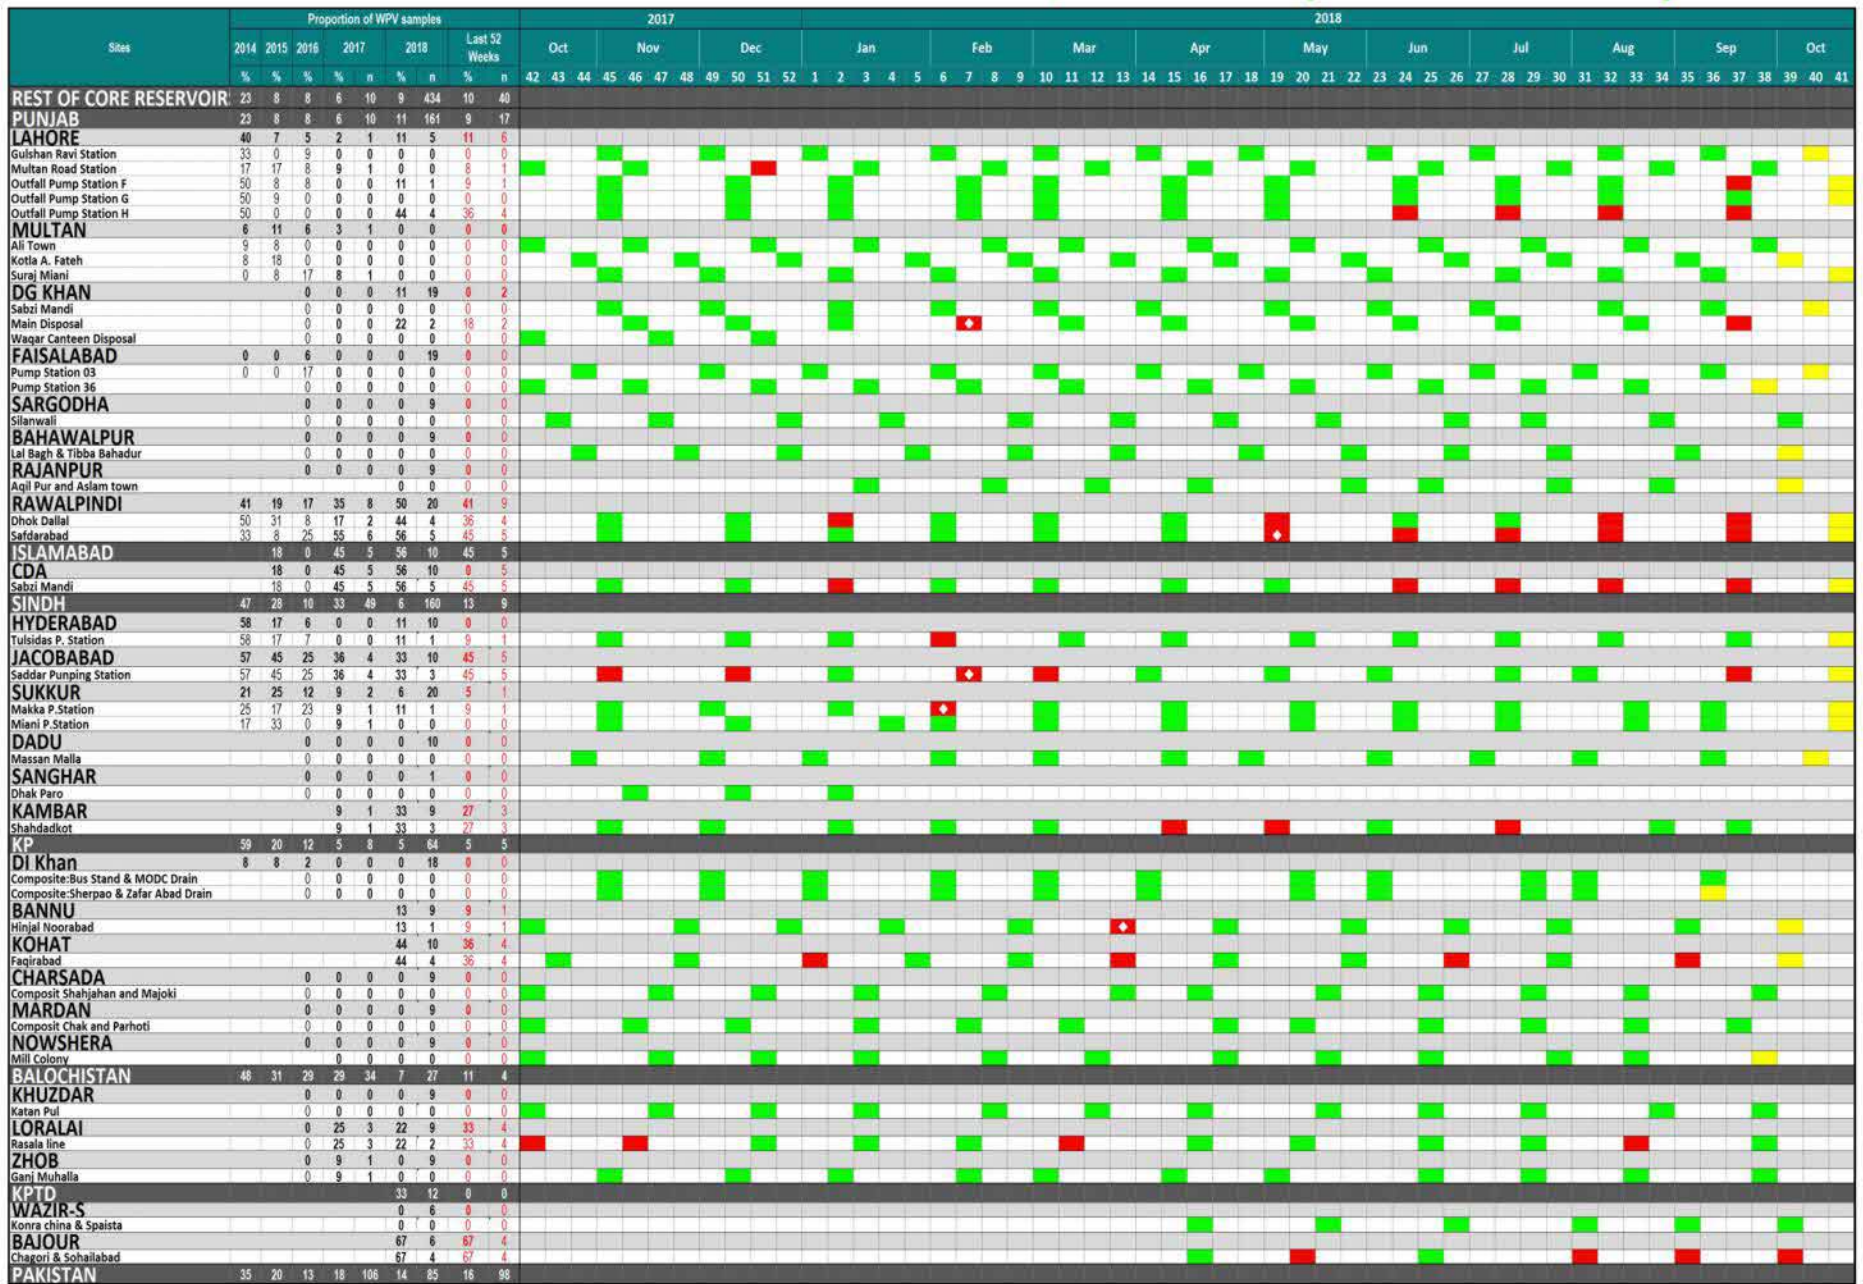 Proportion of WPV samples 2017 2018
Sites 2014 2015 2016 2017 2018 Last 52 Weeks Oct Nov Dec Jan Feb Mar Apr May Jun Jul Aug Sep Oct
% % % % n % n % n 42 43 44 45 46 47 48 49 50 51 52 1 2 3 4 5 6 7 8 9 10 11 12 13 14 15 16 17 18 19 20 21 22 23 24 25 26 27 28 29 30 31 32 33 34 35 36 37 38 39 40 41
REST OF CORE RESERVOIR 23 8 8 6 10 9 434 10 40
PUNJAB 23 8 8 6 10 11 161 9 17
LAHORE 40 7 5 2 1 11 5 11 6
Gulshan Ravi Station 33 0 9 0 0 0 0 0 0
Multan Road Station 17 17 8 9 1 0 0 8 1
Outfall Pump Station F 50 8 8 0 0 11 1 9 1
Outfall Pump Station G 50 9 0 0 0 0 0 0 0
Outfall Pump Station H 50 0 0 0 0 44 4 36 4
MULTAN 6 11 6 3 1 0 0 0 0
Ali Town 9 8 0 0 0 0 0 0 0
Kotla A. Fateh 8 18 0 0 0 0 0 0 0
Suraj Miani 0 8 17 8 1 0 0 0 0
DG KHAN 0 0 0 11 19 0 2
Sabzi Mandi 0 0 0 0 0 0 0
Main Disposal 0 0 0 22 2 18 2
Waqar Canteen Disposal 0 0 0 0 0 0 0
FAISALABAD 0 0 6 0 0 0 19 0 0
Pump Station 03 0 0 17 0 0 0 0 0 0
Pump Station 36 0 0 0 0 0 0 0
SARGODHA 0 0 0 0 9 0 0
Silanwali 0 0 0 0 0 0 0
BAHAWALPUR 0 0 0 0 9 0 0
Lal Bagh & Tibba Bahadur 0 0 0 0 0 0 0
RAJANPUR 0 0 0 0 9 0 0
Aqil Pur and Aslam town 0 0 0 0
RAWALPINDI 41 19 17 35 8 50 20 41 9
Dhok Dallal 50 31 8 17 2 44 4 36 4
Safdarabad 33 8 25 55 6 56 5 45 5
ISLAMABAD 18 0 45 5 56 10 45 5
CDA 18 0 45 5 56 10 0 5
Sabzi Mandi 18 0 45 5 56 5 45 5
SINDH 47 28 10 33 49 6 160 13 9
HYDERABAD 58 17 6 0 0 11 10 0 0
Tulsidas P. Station 58 17 7 0 0 11 1 9 1
JACOBABAD 57 45 25 36 4 33 10 45 5
Saddar Punping Station 57 45 25 36 4 33 3 45 5
SUKKUR 21 25 12 9 2 6 20 5 1
Makka P.Station 25 17 23 9 1 11 1 9 1
Miani P.Station 17 33 0 9 1 0 0 0 0
DADU 0 0 0 0 10 0 0
Massan Malla 0 0 0 0 0 0 0
SANGHAR 0 0 0 0 1 0 0
Dhak Paro 0 0 0 0 0 0 0
KAMBAR 9 1 33 9 27 3
Shahdadkot 9 1 33 3 27 3
KP 59 20 12 5 8 5 64 5 5
DI Khan 8 8 2 0 0 0 18 0 0
Composite:Bus Stand & MODC Drain 0 0 0 0 0 0 0
Composite:Sherpao & Zafar Abad Drain 0 0 0 0 0 0 0
BANNU 13 9 9 1
Hinjal Noorabad 13 1 9 1
KOHAT 44 10 36 4
Faqirabad 44 4 36 4
CHARSADA 0 0 0 0 9 0 0
Composit Shahjahan and Majoki 0 0 0 0 0 0 0
MARDAN 0 0 0 0 9 0 0
Composit Chak and Parhoti 0 0 0 0 0 0 0
NOWSHERA 0 0 0 0 9 0 0
Mill Colony 0 0 0 0 0 0
BALOCHISTAN 48 31 29 29 34 7 27 11 4
KHUZDAR 0 0 0 0 9 0 0
Katan Pul 0 0 0 0 0 0 0
LORALAI 0 25 3 22 9 33 4
Rasala line 0 25 3 22 2 33 4
ZHOB 0 9 1 0 9 0 0
Ganj Muhalla 0 9 1 0 0 0 0
KPTD 33 12 0 0
WAZIR-S 0 6 0 0
Konra china & Spaista 0 0 0 0
BAJOUR 67 6 67 4
Chagori & Sohailabad 67 4 67 4
PAKISTAN 35 20 13 18 106 14 85 16 98